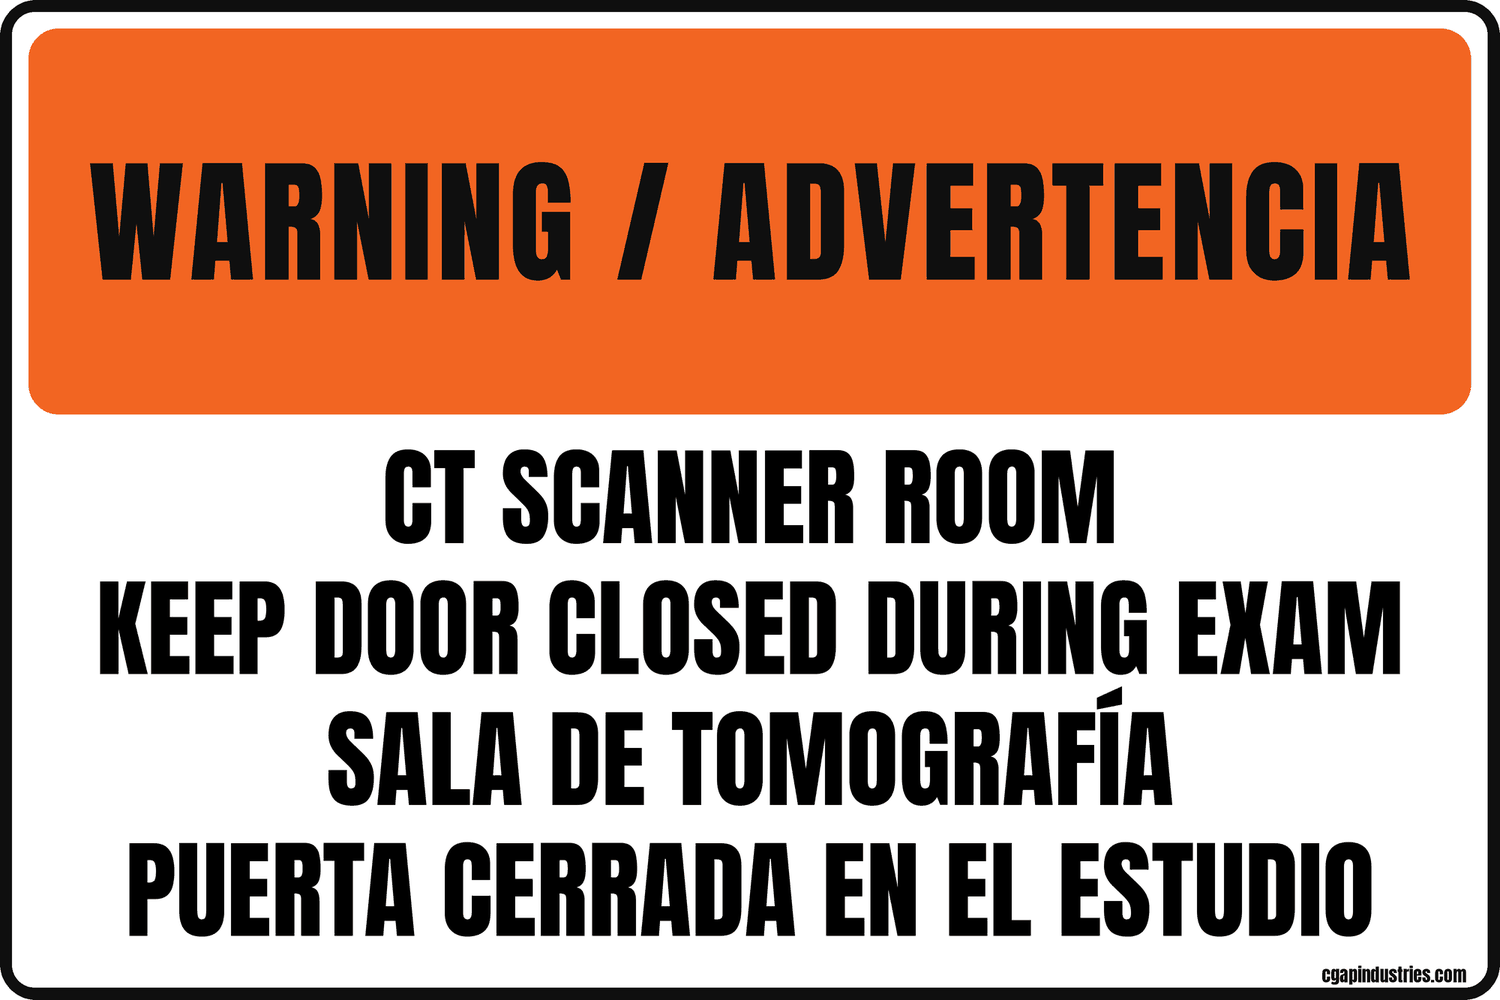 WARNING / ADVERTENCIA
CT SCANNER ROOM
KEEP DOOR CLOSED DURING EXAM
SALA DE TOMOGRAFÍA
PUERTA CERRADA EN EL ESTUDIO
cgapindustries.com